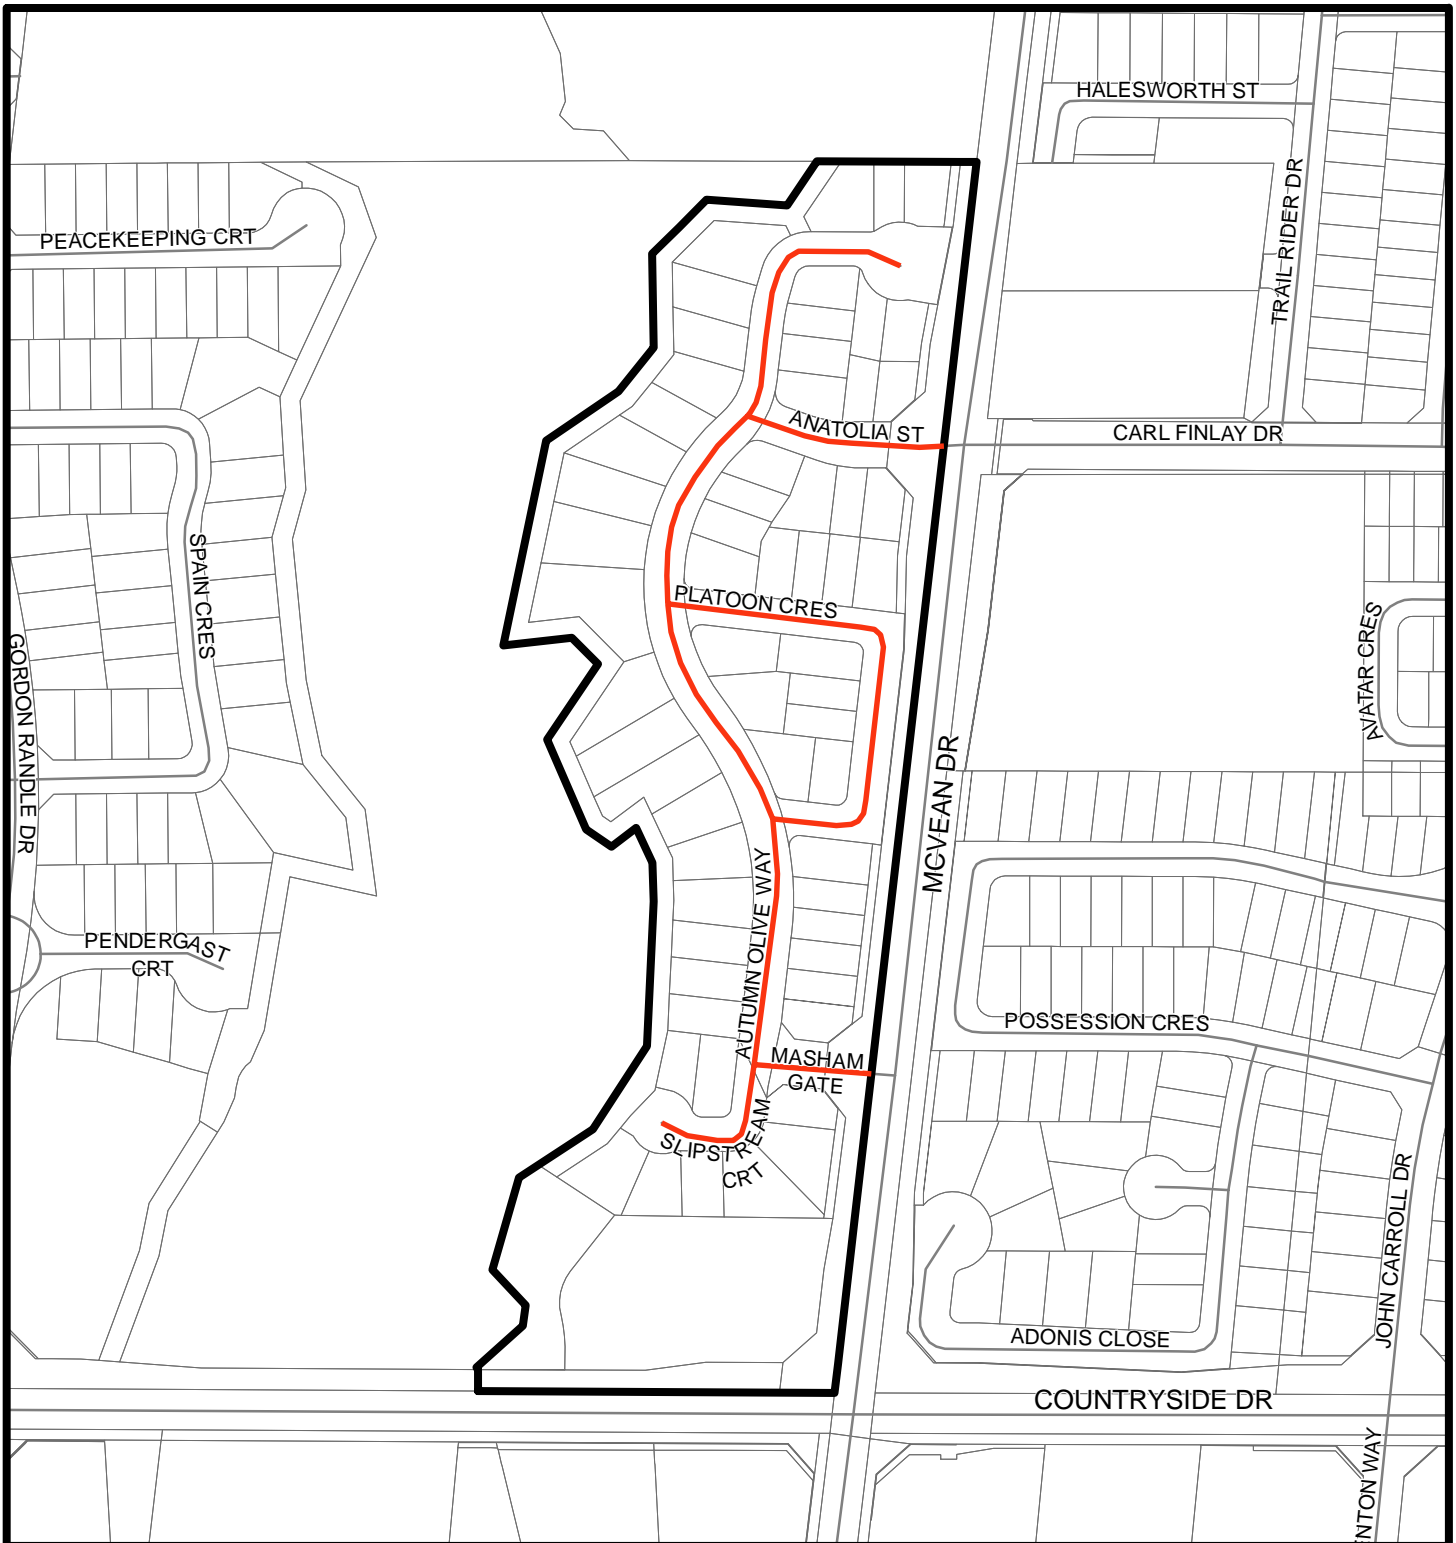 HALESWORTH ST
TRAIL RIDER DR
PEACEKEEPING CRT
ANATOLIA ST
CARL FINLAY DR
SPAIN CRES
PLATOON CRES
AVATAR CRES
GORDON RANDLE DR
MCVEAN DR
AUTUMN OLIVE WAY
PENDERGAST
CRT
POSSESSION CRES
MASHAM
GATE
SLIPSTREAM
CRT
JOHN CARROLL DR
ADONIS CLOSE
COUNTRYSIDE DR
ENTON WAY